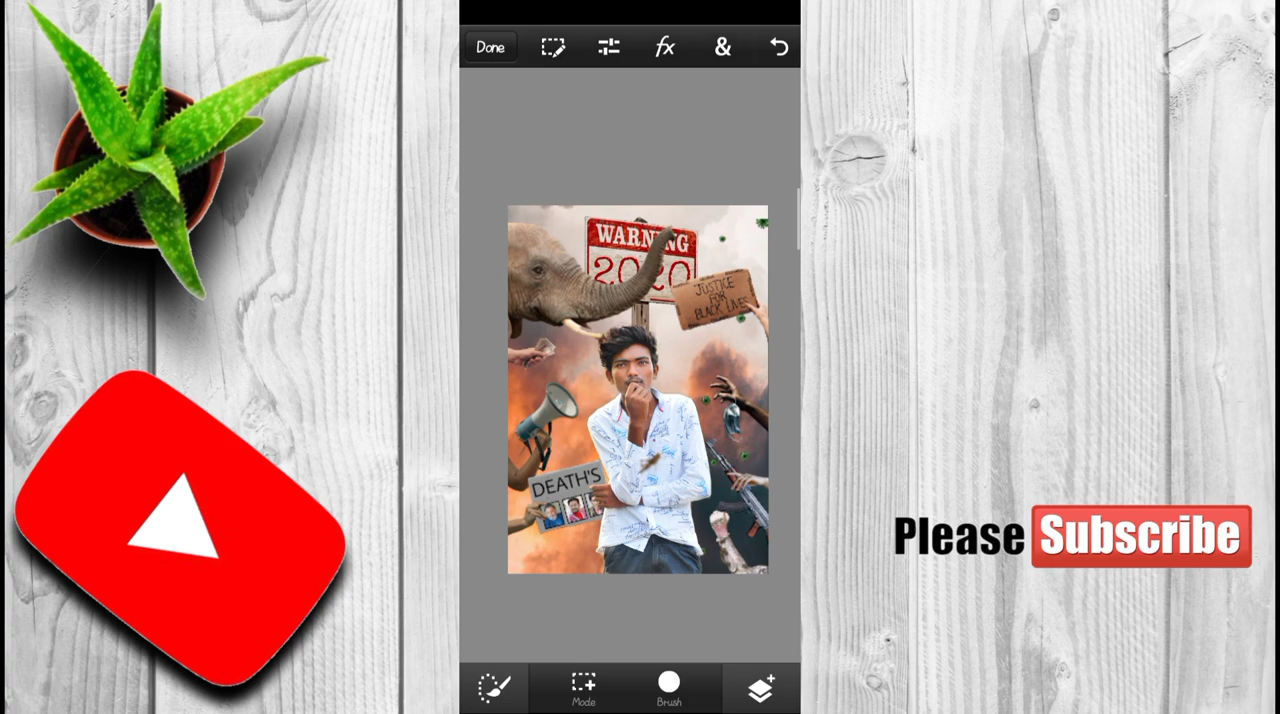 Done
fx
&
WARNING
2020
JUSTICE
FOR
BLACK LIVES
DEATH'S
Please Subscribe
Mode
Brush